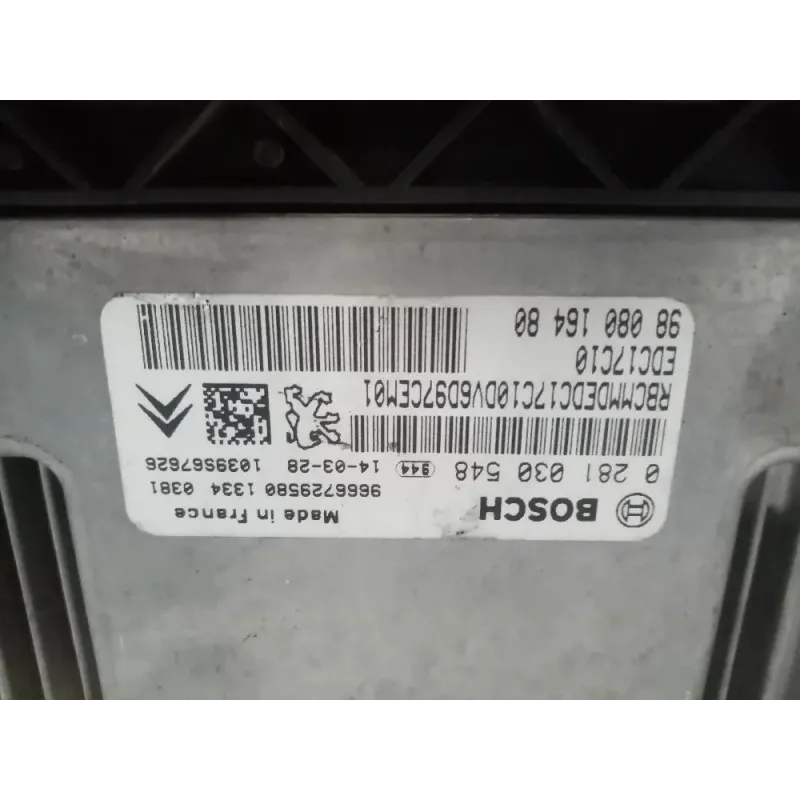 BOSCH
Made in France
9666729580 1334 0381
0 281 030 548 944 14-03-28 1039S67626
RBCMMDEDC17C10DV6D97CEM01
EDC17C10
98 080 164 80